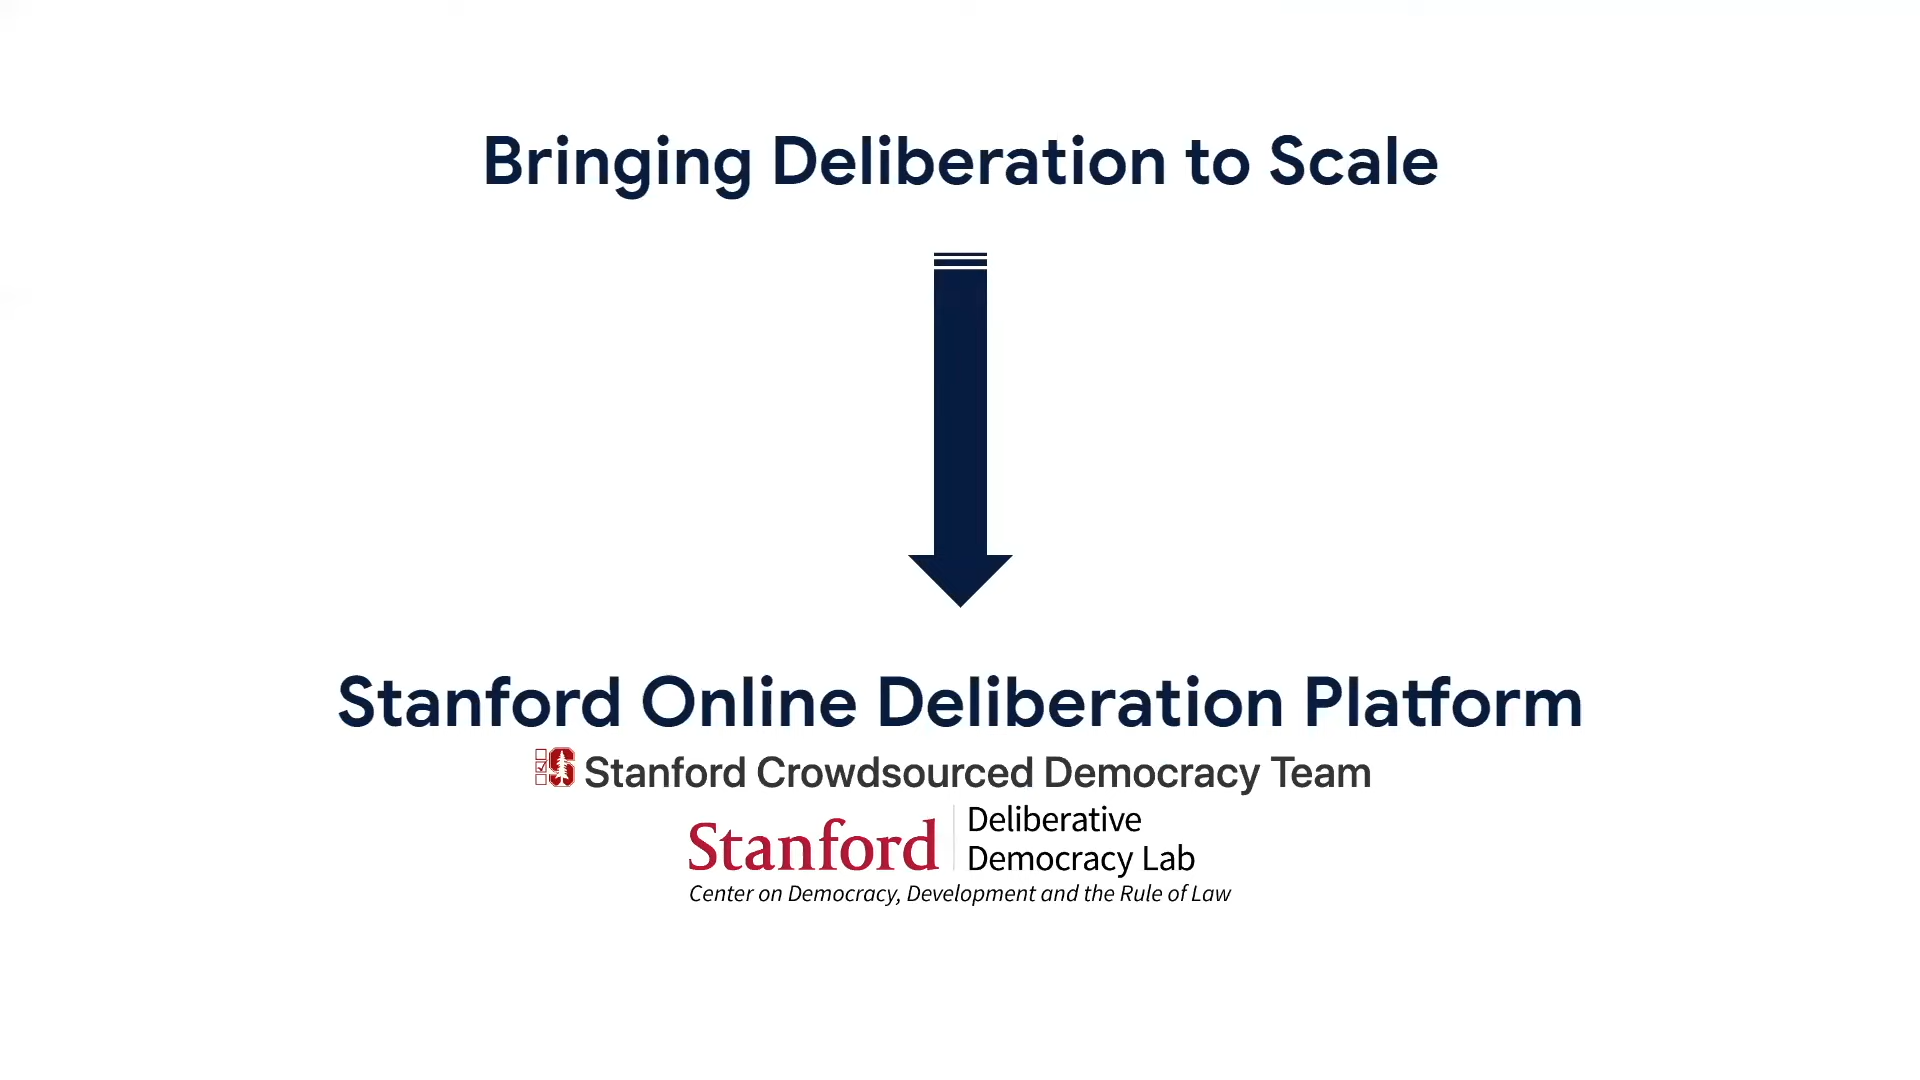 Bringing Deliberation to Scale
Stanford Online Deliberation Platform
Stanford Crowdsourced Democracy Team
Stanford
Deliberative
Democracy Lab
Center on Democracy, Development and the Rule of Law